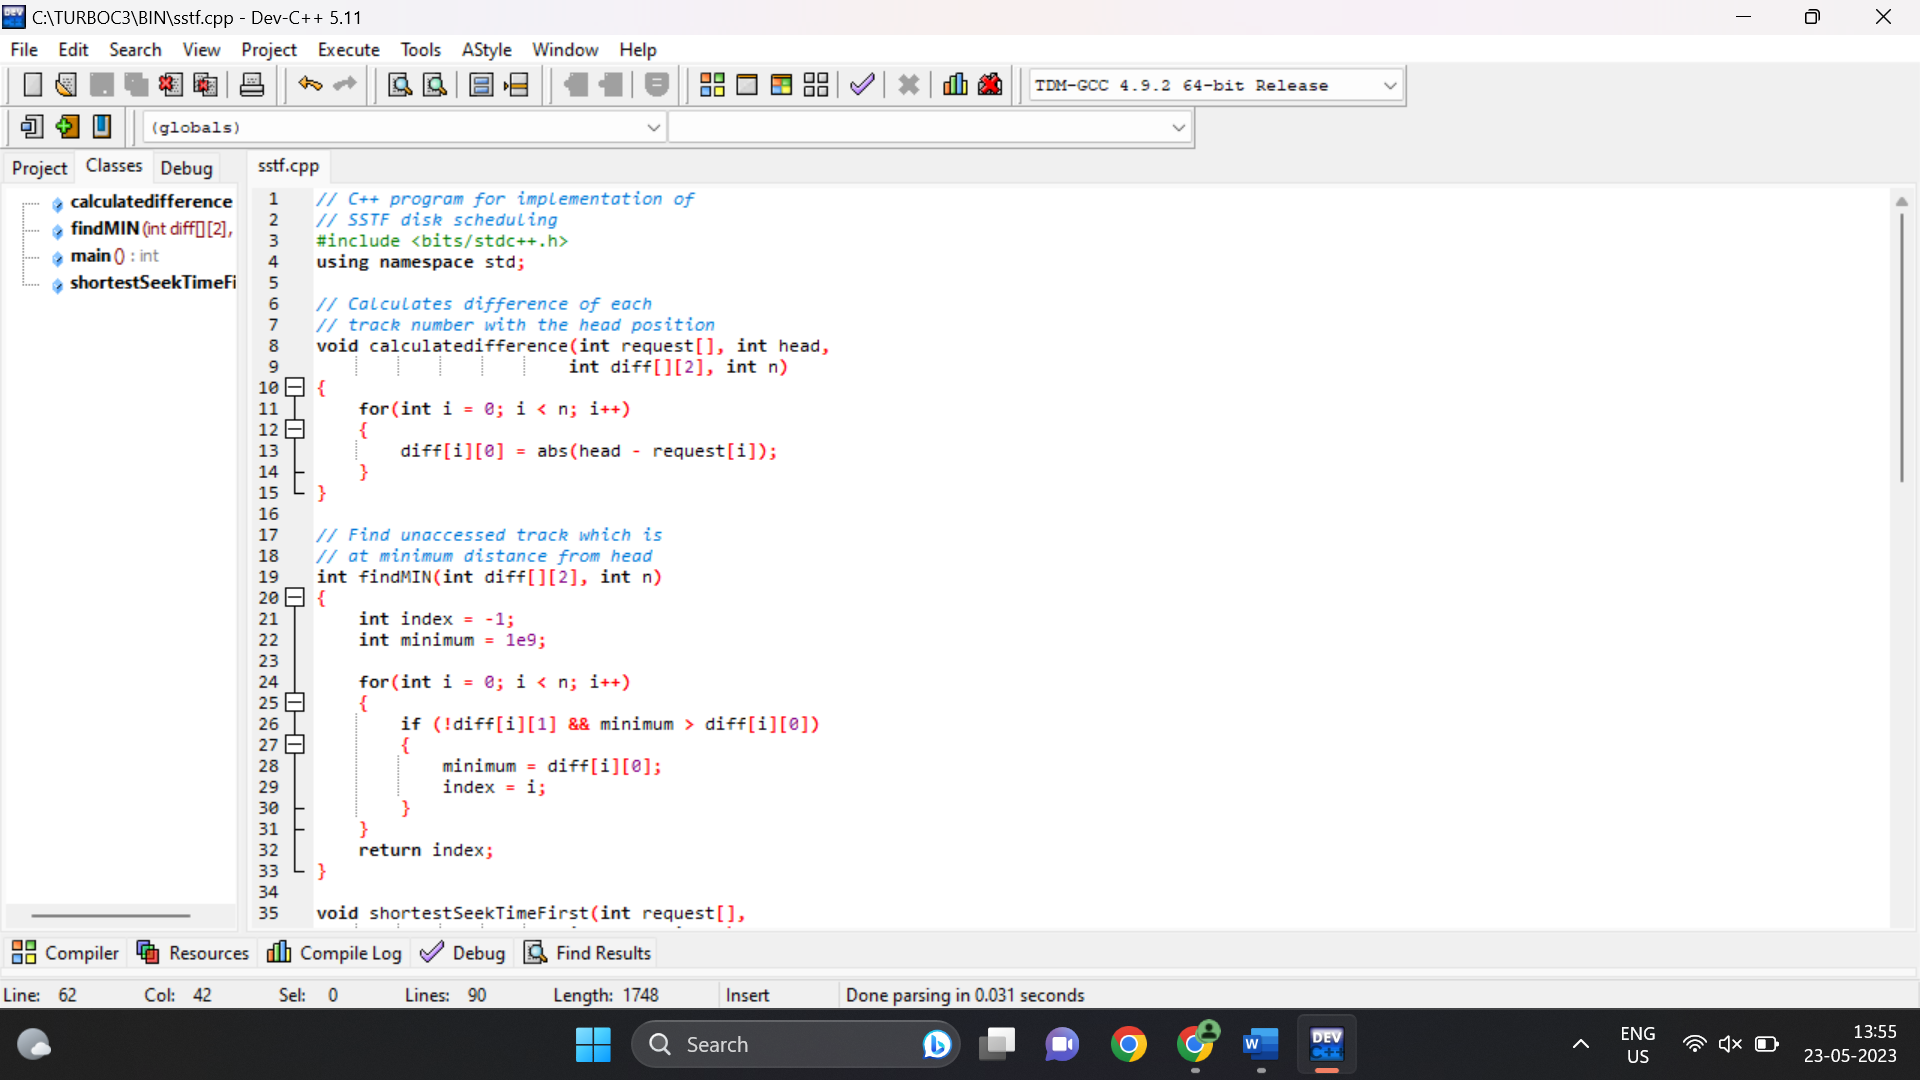 C:\TURBOC3\BIN\sstf.cpp - Dev-C++ 5.11
File Edit Search View Project Execute Tools AStyle Window Help
TDM-GCC 4.9.2 64-bit Release
(globals)
Project Classes Debug
calculatedifference
findMIN (int diff[][2],
main () : int
shortestSeekTimeFi
sstf.cpp
1 // C++ program for implementation of
2 // SSTF disk scheduling
3 #include <bits/stdc++.h>
4 using namespace std;
5
6 // Calculates difference of each
7 // track number with the head position
8 void calculatedifference(int request[], int head,
9 int diff[][2], int n)
10 {
11 for(int i = 0; i < n; i++)
12 {
13 diff[i][0] = abs(head - request[i]);
14 }
15 }
16
17 // Find unaccessed track which is
18 // at minimum distance from head
19 int findMIN(int diff[][2], int n)
20 {
21 int index = -1;
22 int minimum = 1e9;
23
24 for(int i = 0; i < n; i++)
25 {
26 if (!diff[i][1] && minimum > diff[i][0])
27 {
28 minimum = diff[i][0];
29 index = i;
30 }
31 }
32 return index;
33 }
34
35 void shortestSeekTimeFirst(int request[],
Compiler Resources Compile Log Debug Find Results
Line: 62 Col: 42 Sel: 0 Lines: 90 Length: 1748 Insert Done parsing in 0.031 seconds
Search
W
DEV C++
ENG
US
13:55
23-05-2023